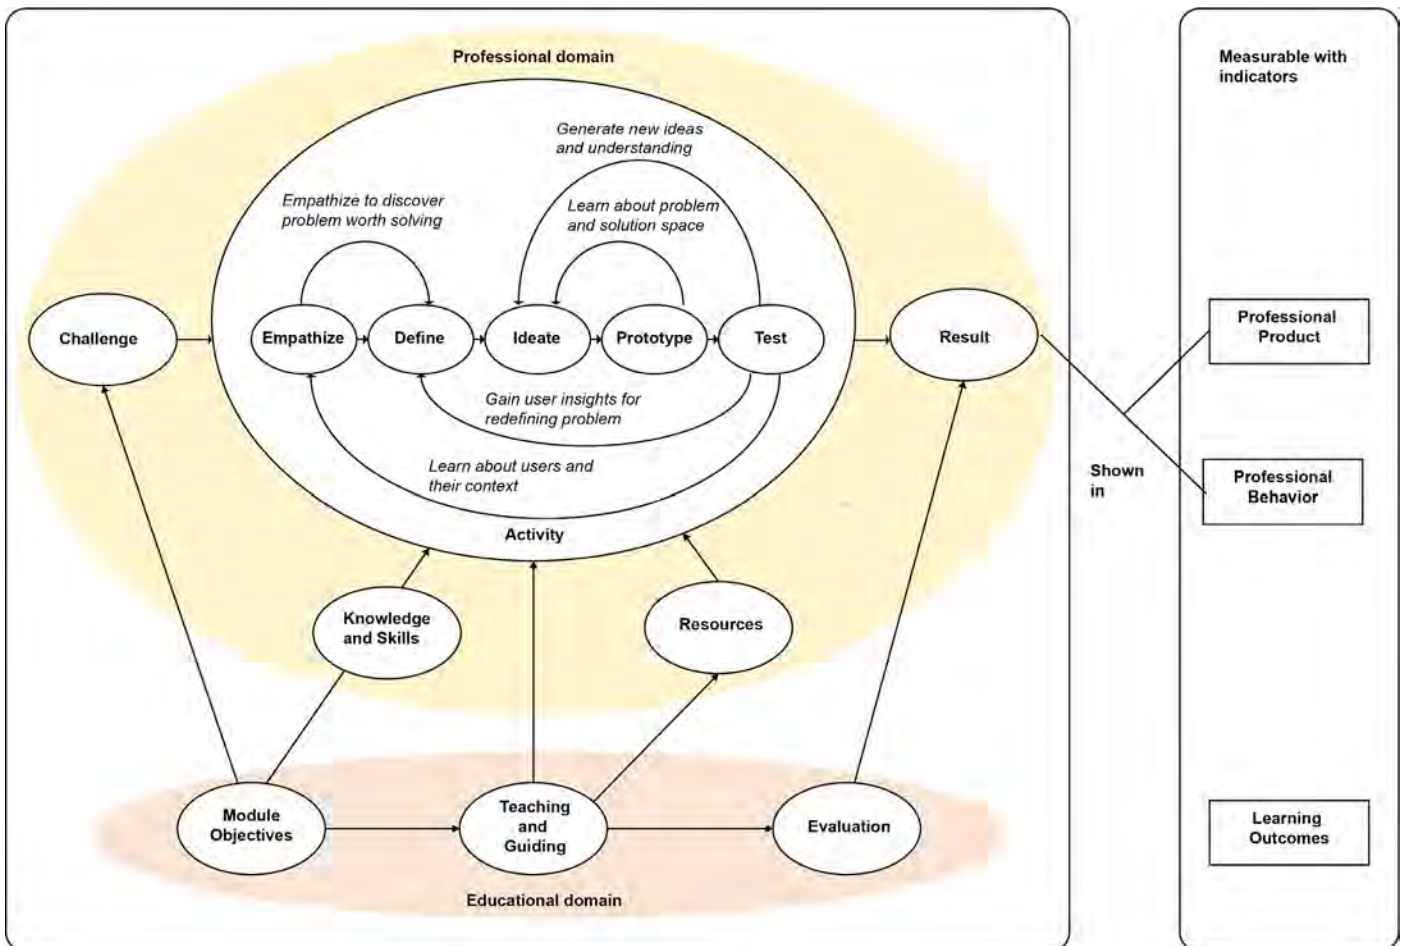 Professional domain
Measurable with
indicators
Generate new ideas
and understanding
Empathize to discover
problem worth solving
Learn about problem
and solution space
Challenge
Empathize
Define
Ideate
Prototype
Test
Result
Professional
Product
Gain user insights for
redefining problem
Learn about users and
their context
Shown
in
Professional
Behavior
Activity
Knowledge
and Skills
Resources
Module
Objectives
Teaching
and
Guiding
Evaluation
Learning
Outcomes
Educational domain